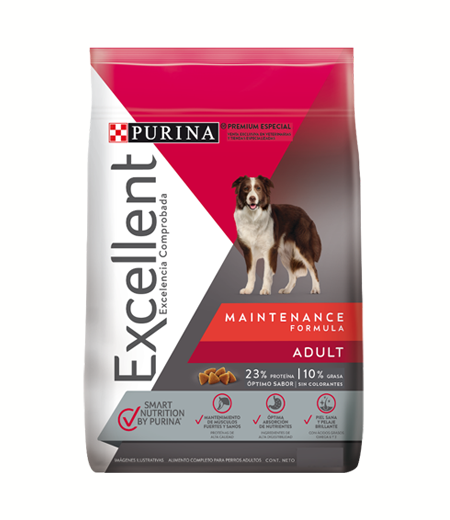 PURINA
PREMIUM ESPECIAL
Excellent
Excelencia Comprobada
MAINTENANCE
FORMULA
ADULT
23% PROTEÍNA | 10% GRASA
ÓPTIMO SABOR | SIN COLORANTES
SMART
NUTRITION
BY PURINA®
MANTENIMIENTO
DE MÚSCULOS
FUERTES Y SANOS
ÓPTIMA
ABSORCIÓN
DE NUTRIENTES
PIEL SANA
Y PELAJE
BRILLANTE
IMÁGENES ILUSTRATIVAS ALIMENTO COMPLETO PARA PERROS ADULTOS CONT. NETO